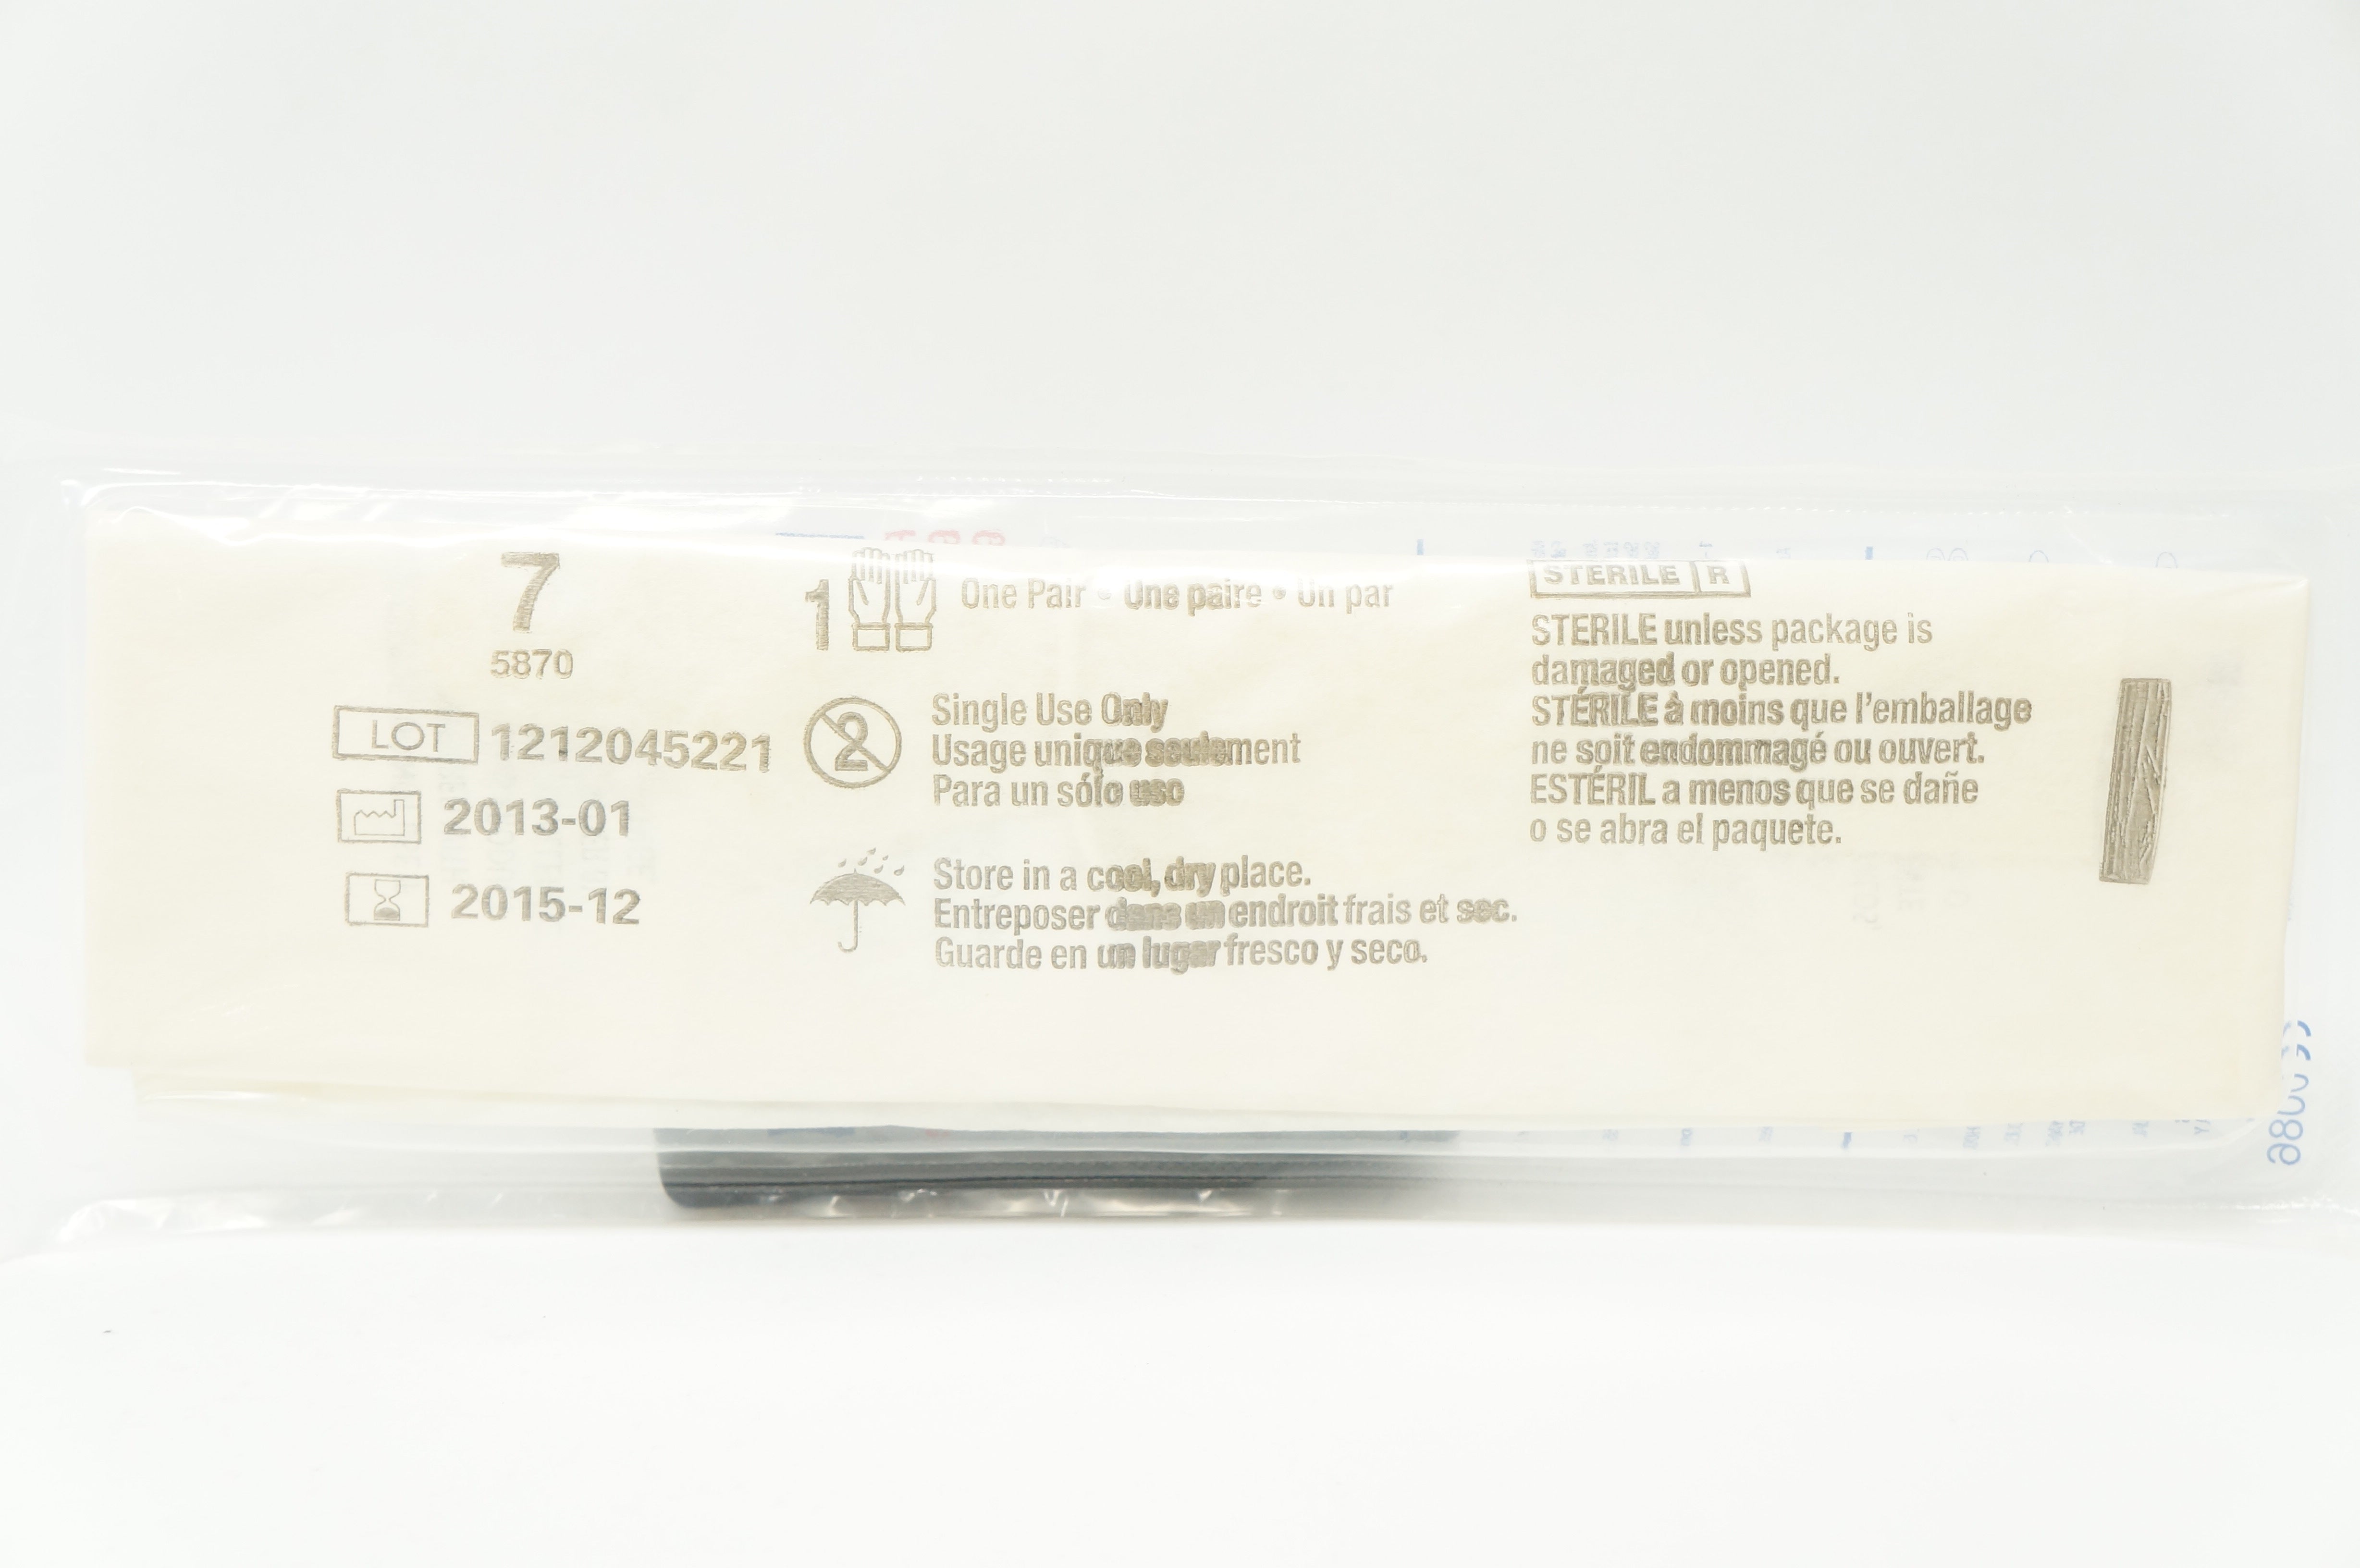 7
5870
LOT 1212045221
2013-01
2015-12
1 One Pair • Une paire • Un par
2
Single Use Only
Usage unique seulement
Para un sólo uso
Store in a cool, dry place.
Entreposer dans un endroit frais et sec.
Guarde en un lugar fresco y seco.
STERILE R
STERILE unless package is
damaged or opened.
STÉRILE à moins que l'emballage
ne soit endommagé ou ouvert.
ESTÉRIL a menos que se dañe
o se abra el paquete.